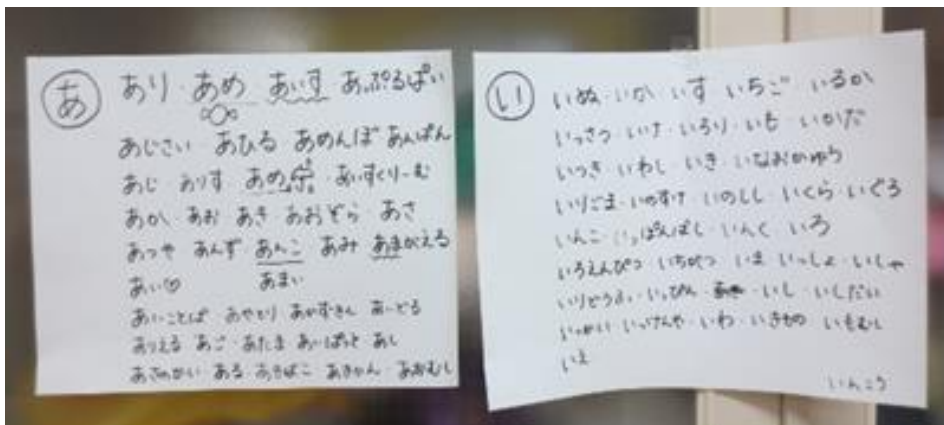 あ
あり・あめ あいす あっぷるぱい
あじさい あひる あめんぼ あんぱん
あじ ありす あめ あいすくりーむ
あか あお あき あおぞら あさ
あつや あんず あんこ あみ あまがえる
あい♡ あまい
あいことば あやとり あかずきん あーどる
ありえる あご あたま あいぱっど あし
あさのかい ある あきばこ あきかん あおむし
い
いぬ・いか いす いちご・いるか
いっさつ・いけ・いろり・いも・いかだ
いつき・いわし・いき・いなおかゆう
いりごま・いのすけ・いのしし・いくら・いぐろ
いんこ・いっぽんばし・いんく・いろ
いろえんぴつ いちがつ いま いっしょ・いしゃ
いりどうふ・いっぴん いし・いしだい
いっかい いっけんや・いわ・いきもの いもむし
いえ
いんこう